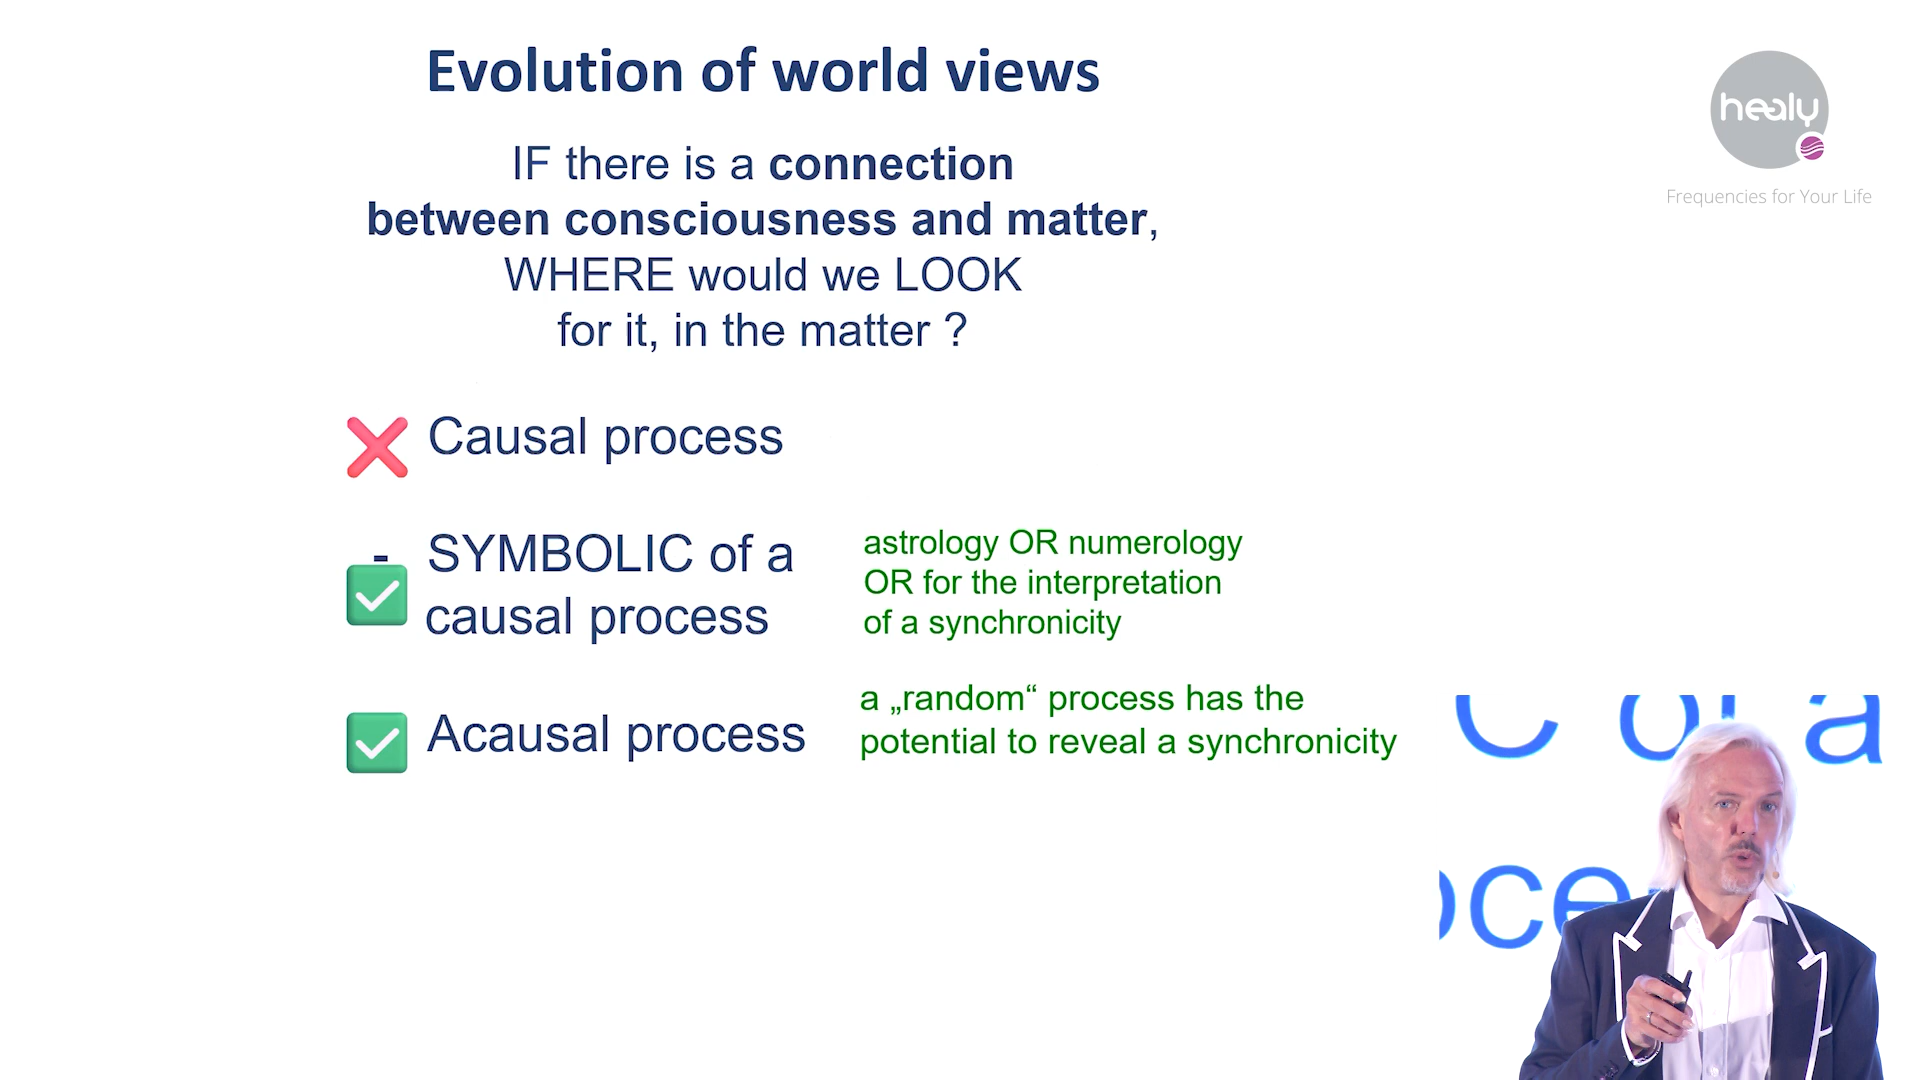 Evolution of world views
healy
Frequencies for Your Life
IF there is a connection
between consciousness and matter,
WHERE would we LOOK
for it, in the matter ?
Causal process
- SYMBOLIC of a
causal process
astrology OR numerology
OR for the interpretation
of a synchronicity
Acausal process
a „random“ process has the
potential to reveal a synchronicity
C of a
oce